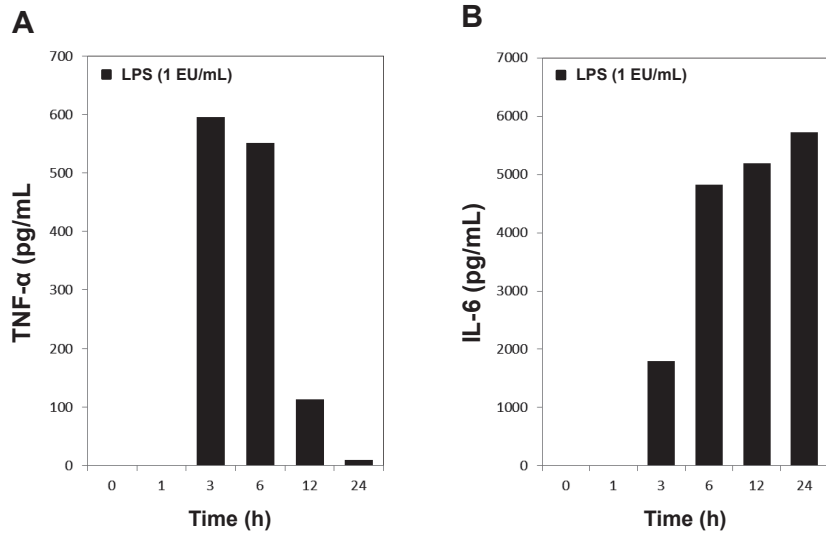 A
700
600
500
400
300
200
100
0
LPS (1 EU/mL)
TNF-α (pg/mL
0 1 3 6 12 24
Time (h)
B
7000
6000
5000
4000
3000
2000
1000
0
LPS (1 EU/mL)
IL-6 (pg/mL)
0 1 3 6 12 24
Time (h)